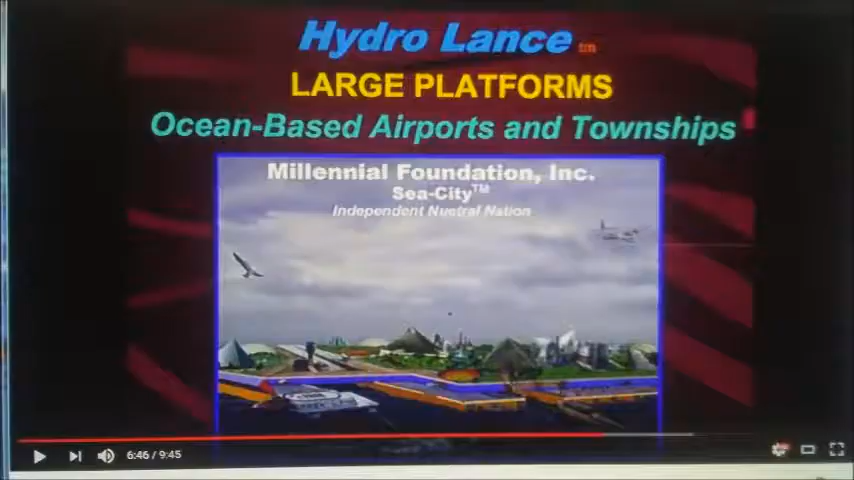 Hydro Lance tm
LARGE PLATFORMS
Ocean-Based Airports and Townships
Millennial Foundation, Inc.
Sea-City TM
Independent Nuetral Nation
6:46 / 9:45